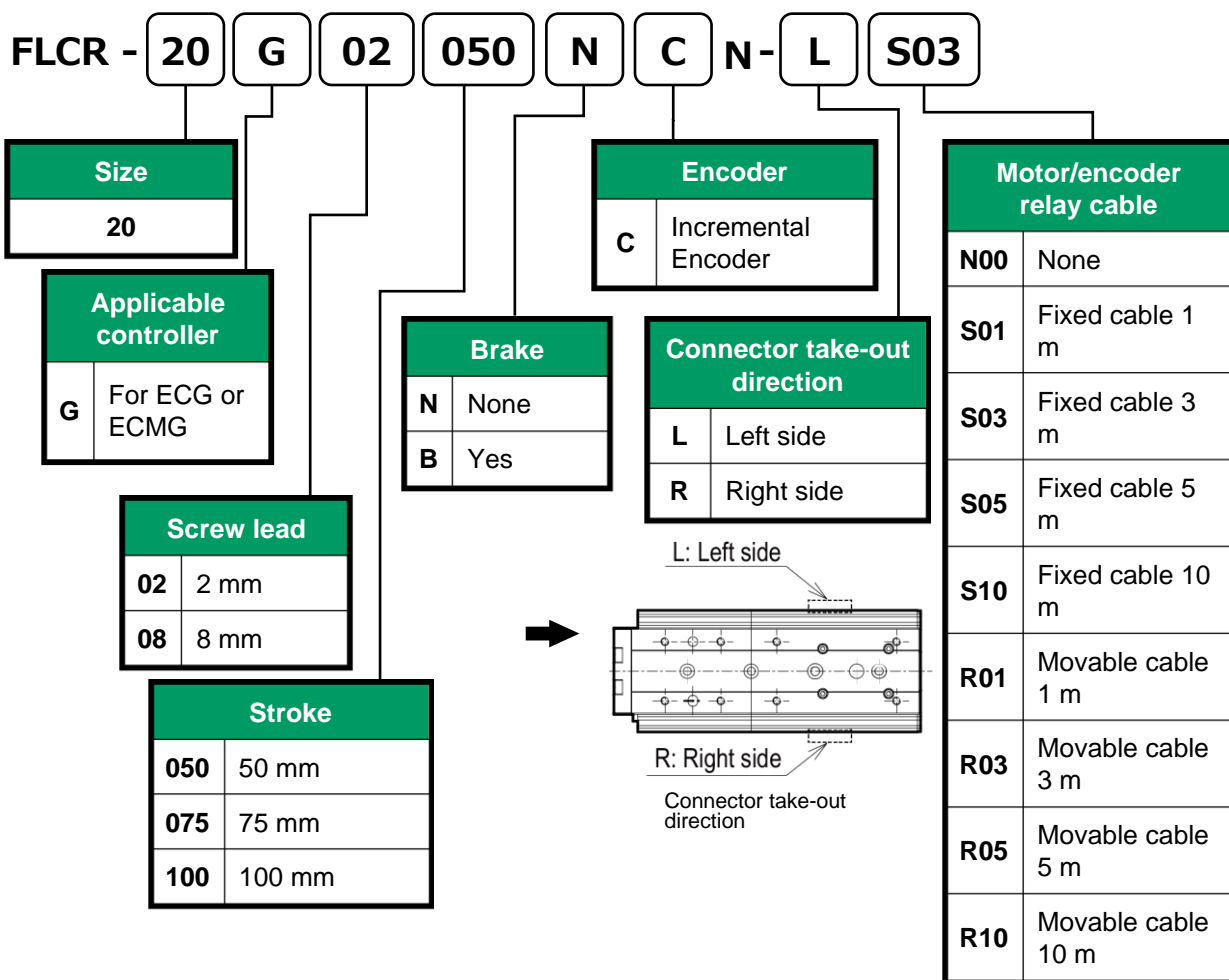 FLCR - 20 G 02 050 N C N - L S03
Size
20
Applicable
controller
G For ECG or
ECMG
Screw lead
02 2 mm
08 8 mm
Stroke
050 50 mm
075 75 mm
100 100 mm
Brake
N None
B Yes
Encoder
C Incremental
Encoder
Connector take-out
direction
L Left side
R Right side
L: Left side
R: Right side
Connector take-out
direction
Motor/encoder
relay cable
N00 None
S01 Fixed cable 1
m
S03 Fixed cable 3
m
S05 Fixed cable 5
m
S10 Fixed cable 10
m
R01 Movable cable
1 m
R03 Movable cable
3 m
R05 Movable cable
5 m
R10 Movable cable
10 m